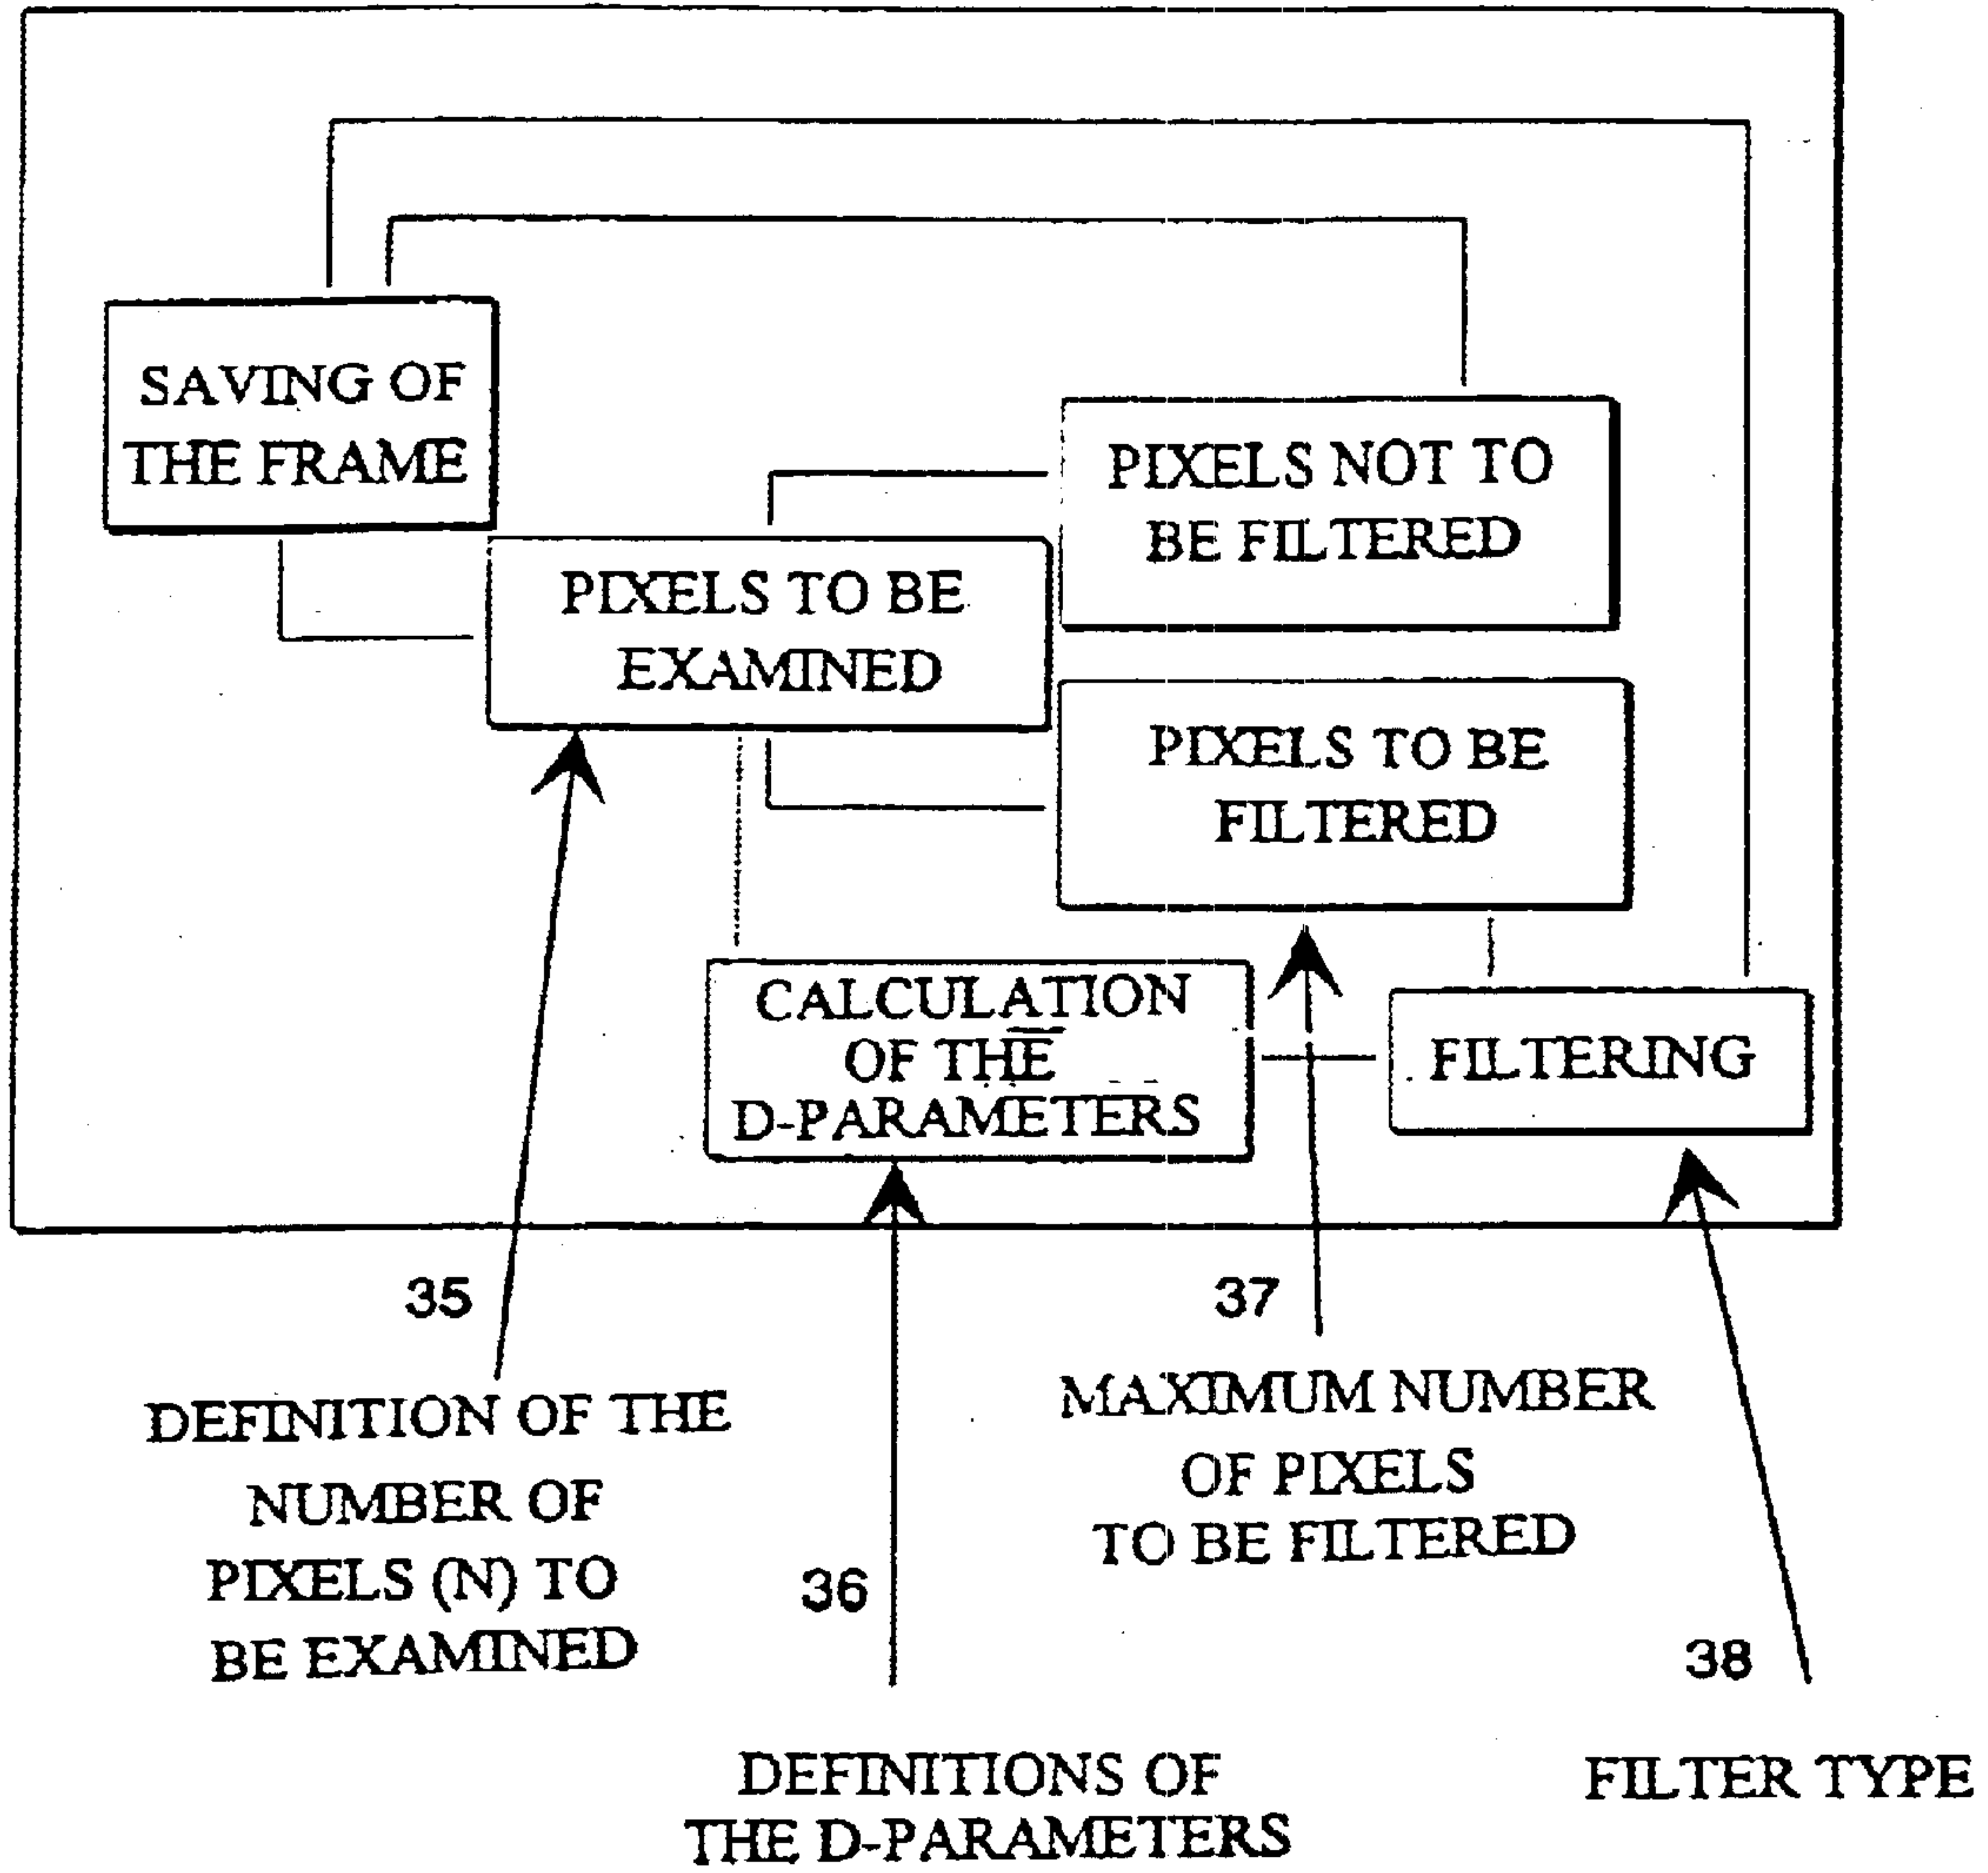 SAVING OF
THE FRAME
PIXELS NOT TO
BE FILTERED
PIXELS TO BE
EXAMINED
PIXELS TO BE
FILTERED
CALCULATION
OF THE
D-PARAMETERS
FILTERING
35
37
DEFINITION OF THE
NUMBER OF
PIXELS (N) TO
BE EXAMINED
MAXIMUM NUMBER
OF PIXELS
TO BE FILTERED
36
38
DEFINITIONS OF
THE D-PARAMETERS
FILTER TYPE